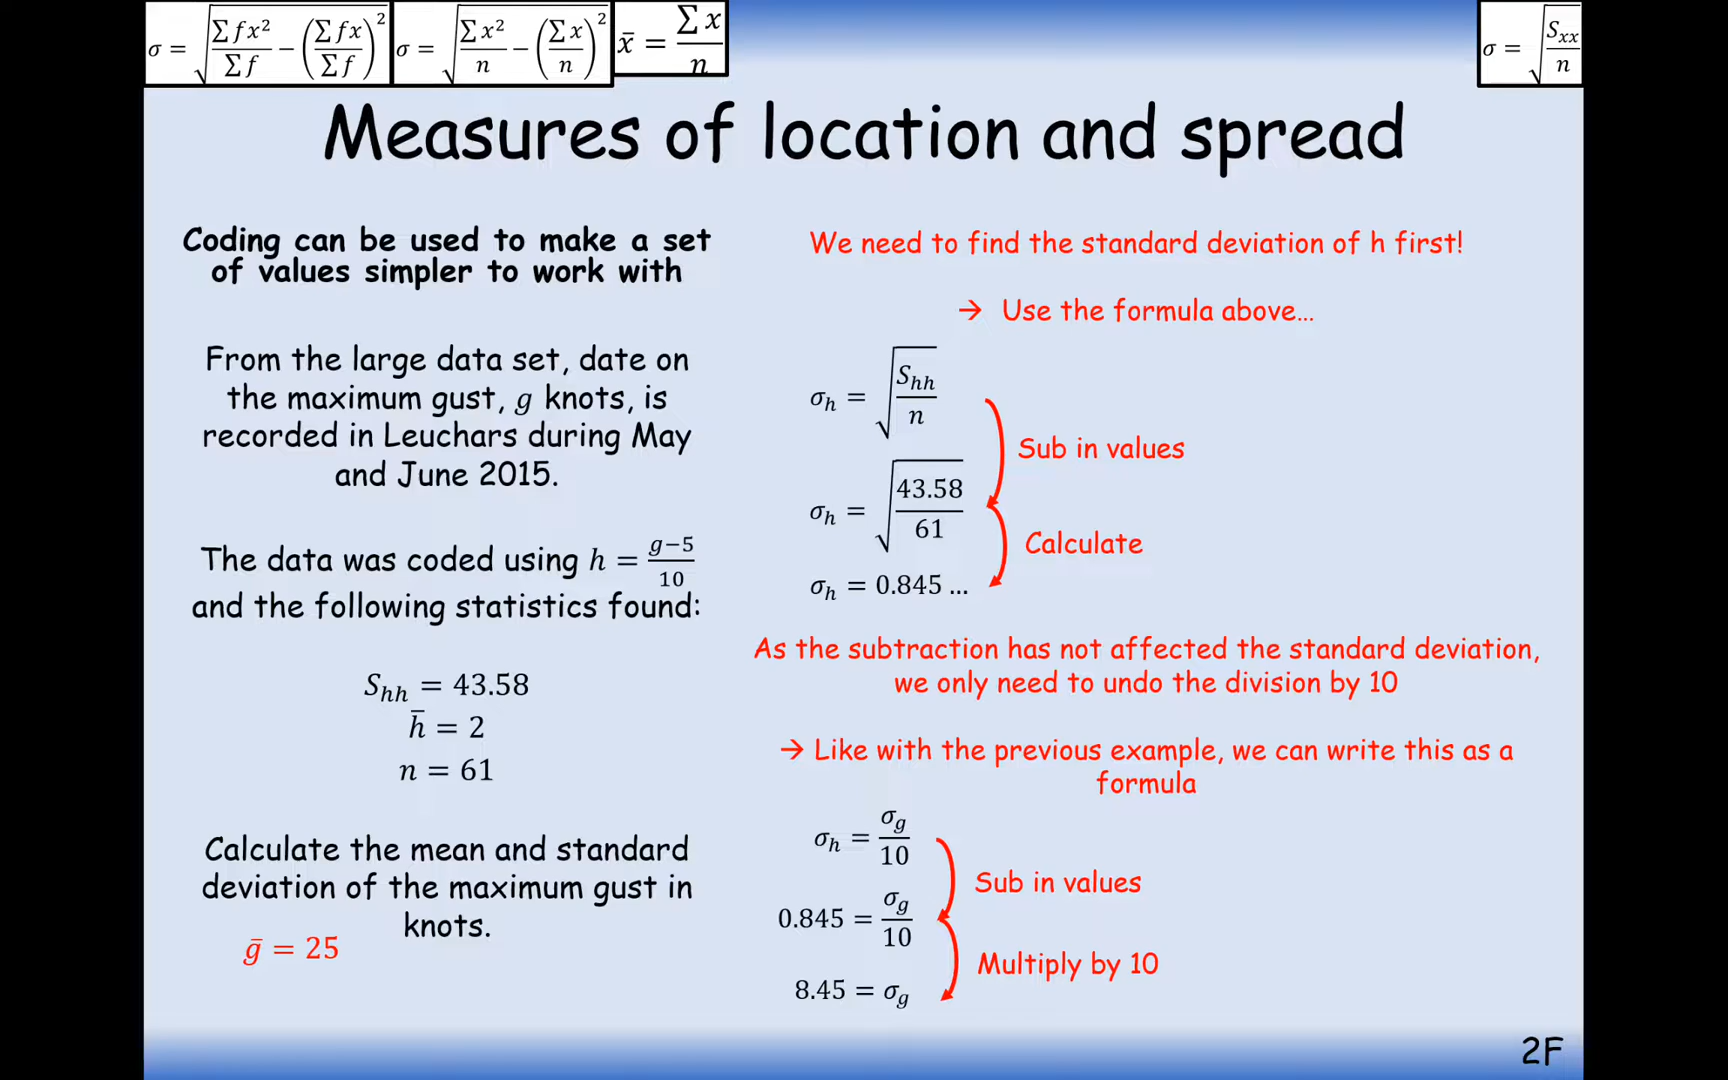 σ = √(∑fx²/∑f − (∑fx/∑f)²)
σ = √(∑x²/n − (∑x/n)²)
x̄ = ∑x/n
σ = √(Sₓₓ/n)
Measures of location and spread
Coding can be used to make a set
of values simpler to work with
From the large data set, date on
the maximum gust, g knots, is
recorded in Leuchars during May
and June 2015.
The data was coded using h = (g−5)/10
and the following statistics found:
Sₕₕ = 43.58
h̄ = 2
n = 61
Calculate the mean and standard
deviation of the maximum gust in
knots.
ḡ = 25
We need to find the standard deviation of h first!
→ Use the formula above...
σₕ = √(Sₕₕ/n)
Sub in values
σₕ = √(43.58/61)
Calculate
σₕ = 0.845 ...
As the subtraction has not affected the standard deviation,
we only need to undo the division by 10
→ Like with the previous example, we can write this as a
formula
σₕ = σ_g/10
Sub in values
0.845 = σ_g/10
Multiply by 10
8.45 = σ_g
2F